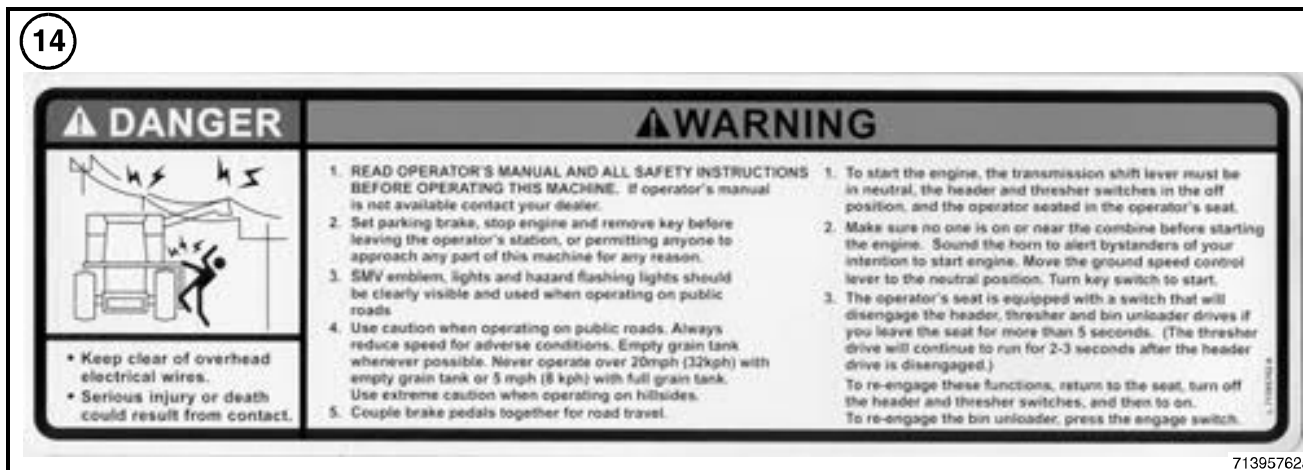 14
DANGER
WARNING
• Keep clear of overhead
electrical wires.
• Serious injury or death
could result from contact.
1. READ OPERATOR'S MANUAL AND ALL SAFETY INSTRUCTIONS
BEFORE OPERATING THIS MACHINE. If operator's manual
is not available contact your dealer.
2. Set parking brake, stop engine and remove key before
leaving the operator's station, or permitting anyone to
approach any part of this machine for any reason.
3. SMV emblem, lights and hazard flashing lights should
be clearly visible and used when operating on public
roads
4. Use caution when operating on public roads. Always
reduce speed for adverse conditions. Empty grain tank
whenever possible. Never operate over 20mph (32kph) with
empty grain tank or 5 mph (8 kph) with full grain tank.
Use extreme caution when operating on hillsides.
5. Couple brake pedals together for road travel.
1. To start the engine, the transmission shift lever must be
in neutral, the header and thresher switches in the off
position, and the operator seated in the operator's seat.
2. Make sure no one is on or near the combine before starting
the engine. Sound the horn to alert bystanders of your
intention to start engine. Move the ground speed control
lever to the neutral position. Turn key switch to start.
3. The operator's seat is equipped with a switch that will
disengage the header, thresher and bin unloader drives if
you leave the seat for more than 5 seconds. (The thresher
drive will continue to run for 2-3 seconds after the header
drive is disengaged.)
To re-engage these functions, return to the seat, turn off
the header and thresher switches, and then to on.
To re-engage the bin unloader, press the engage switch.
71395762